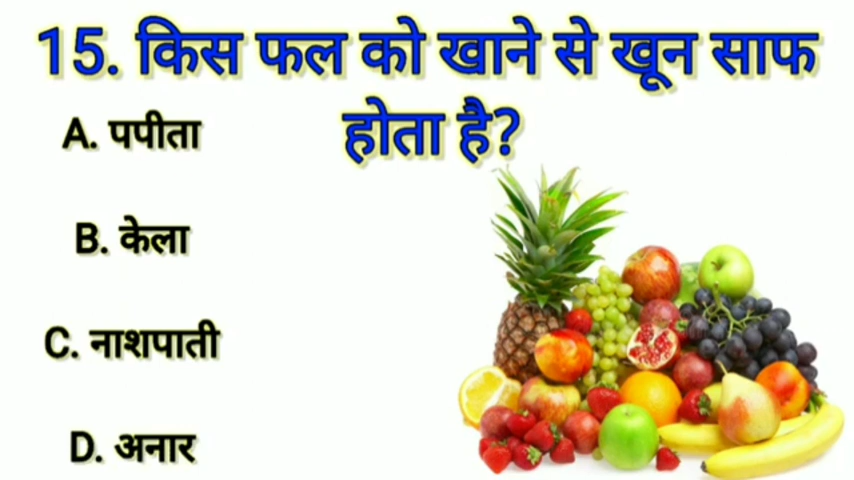 15. किस फल को खाने से खून साफ
होता है?
A. पपीता
B. केला
C. नाशपाती
D. अनार